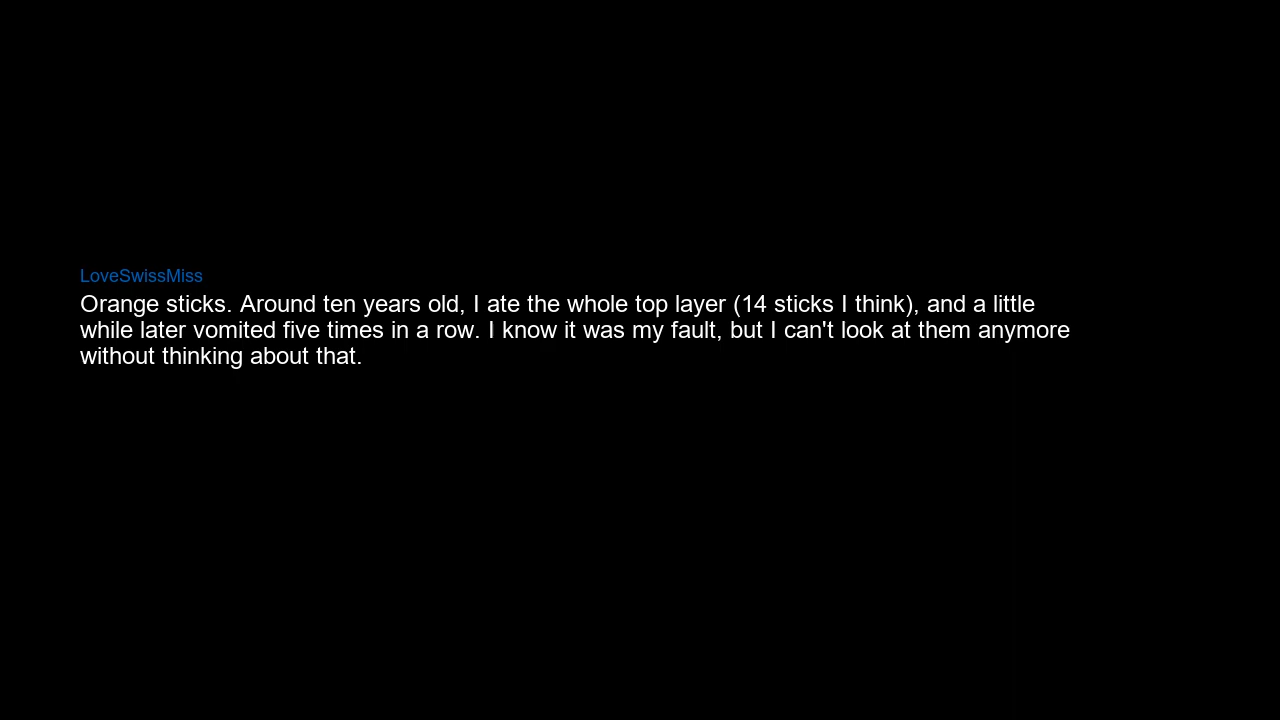 LoveSwissMiss
Orange sticks. Around ten years old, I ate the whole top layer (14 sticks I think), and a little
while later vomited five times in a row. I know it was my fault, but I can't look at them anymore
without thinking about that.